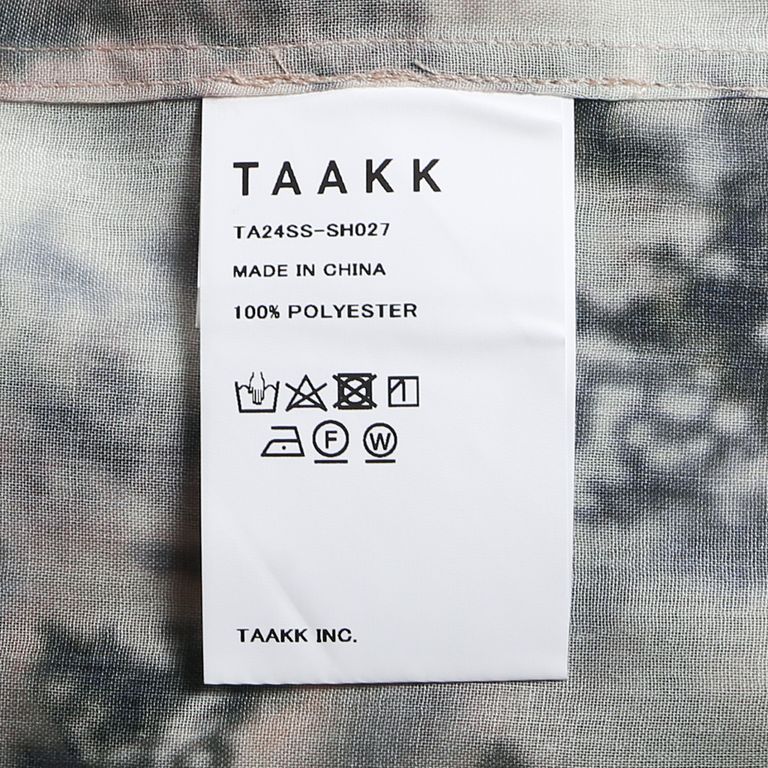 TAAKK
TA24SS-SH027
MADE IN CHINA
100% POLYESTER
F W
TAAKK INC.